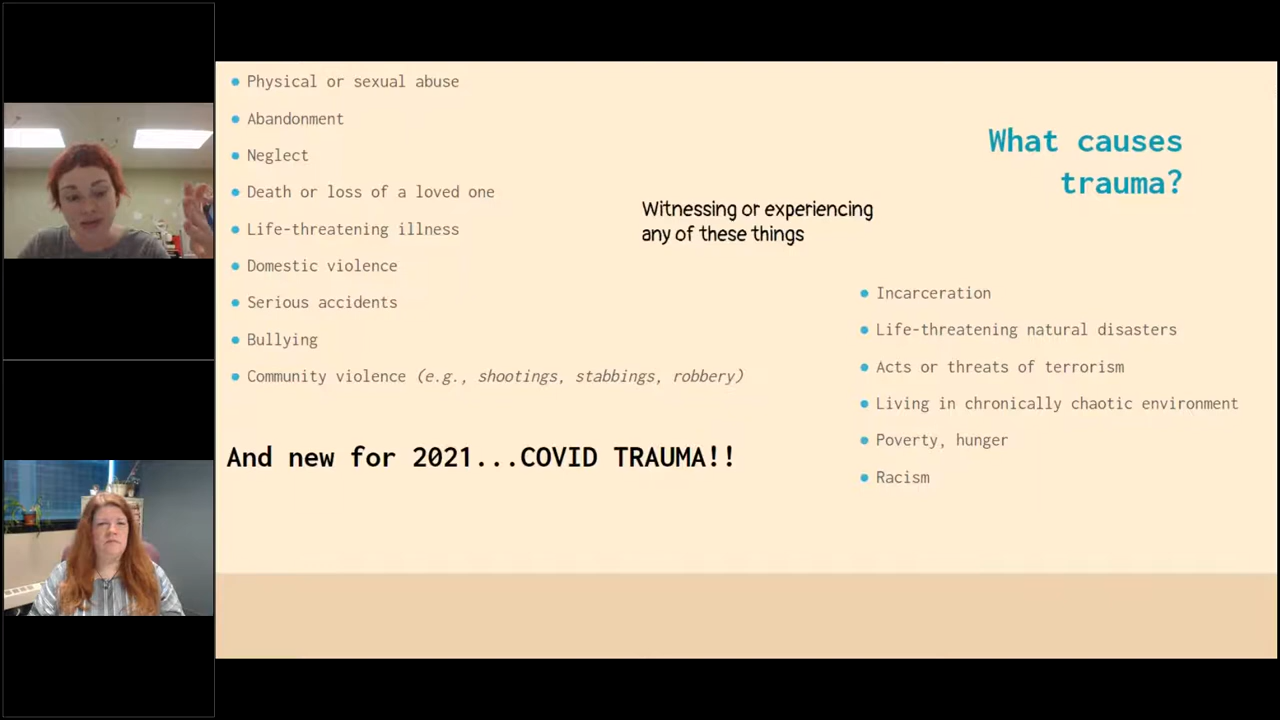 Physical or sexual abuse
Abandonment
Neglect
Death or loss of a loved one
Life-threatening illness
Domestic violence
Serious accidents
Bullying
Community violence (e.g., shootings, stabbings, robbery)
And new for 2021...COVID TRAUMA!!
Witnessing or experiencing
any of these things
What causes
trauma?
Incarceration
Life-threatening natural disasters
Acts or threats of terrorism
Living in chronically chaotic environment
Poverty, hunger
Racism